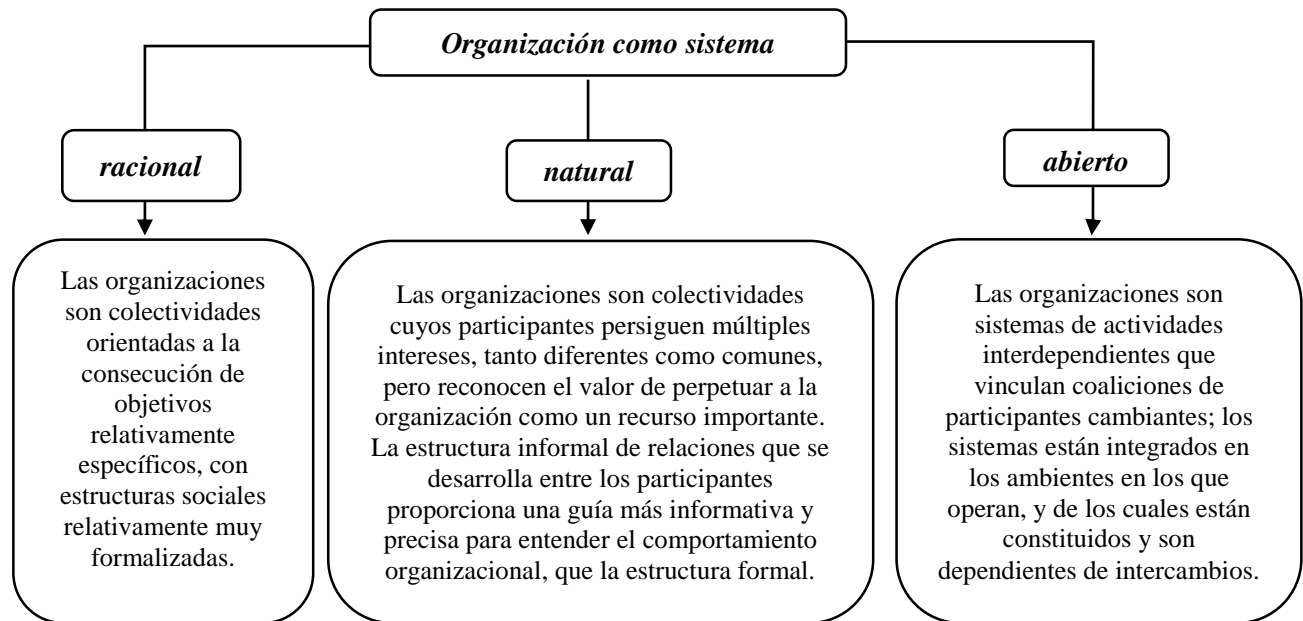 Organización como sistema
racional
natural
abierto
Las organizaciones
son colectividades
orientadas a la
consecución de
objetivos
relativamente
específicos, con
estructuras sociales
relativamente muy
formalizadas.
Las organizaciones son colectividades
cuyos participantes persiguen múltiples
intereses, tanto diferentes como comunes,
pero reconocen el valor de perpetuar a la
organización como un recurso importante.
La estructura informal de relaciones que se
desarrolla entre los participantes
proporciona una guía más informativa y
precisa para entender el comportamiento
organizacional, que la estructura formal.
Las organizaciones son
sistemas de actividades
interdependientes que
vinculan coaliciones de
participantes cambiantes; los
sistemas están integrados en
los ambientes en los que
operan, y de los cuales están
constituidos y son
dependientes de intercambios.